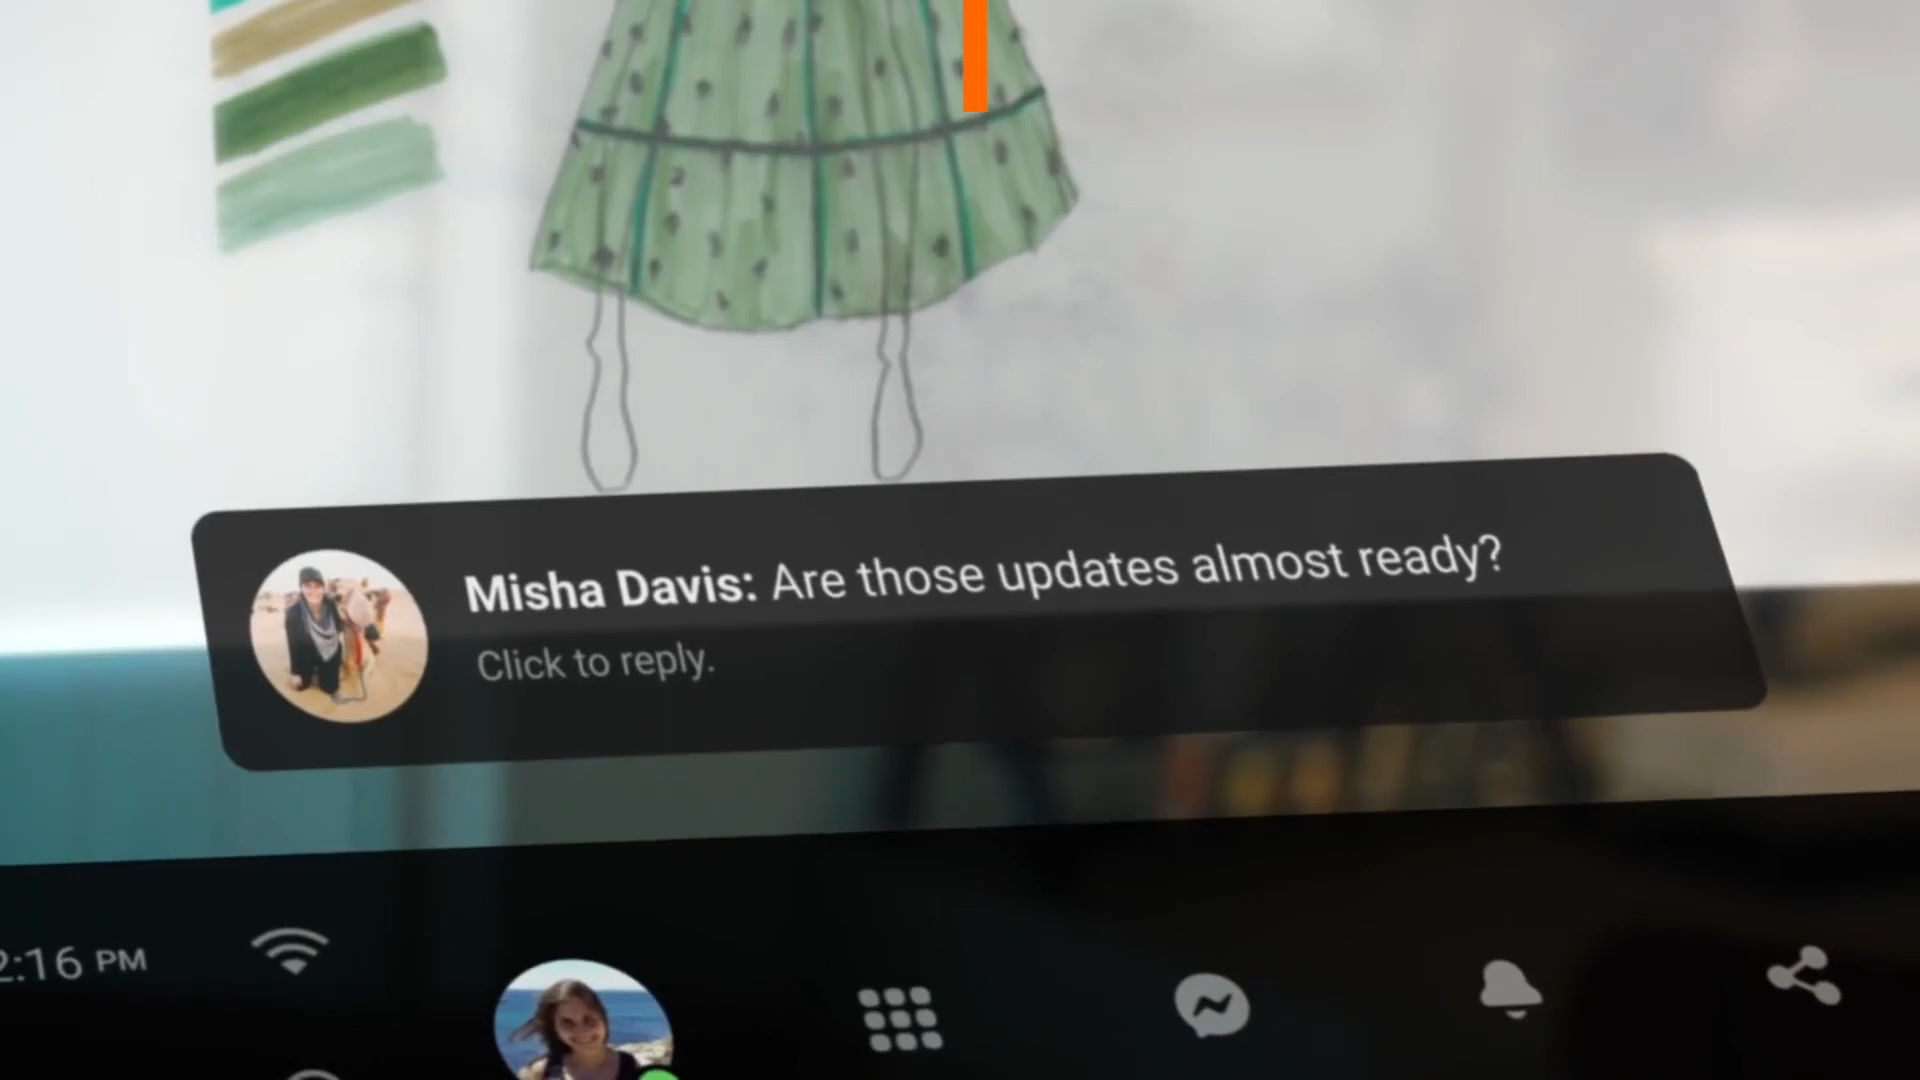 Misha Davis: Are those updates almost ready?
Click to reply.
2:16 PM